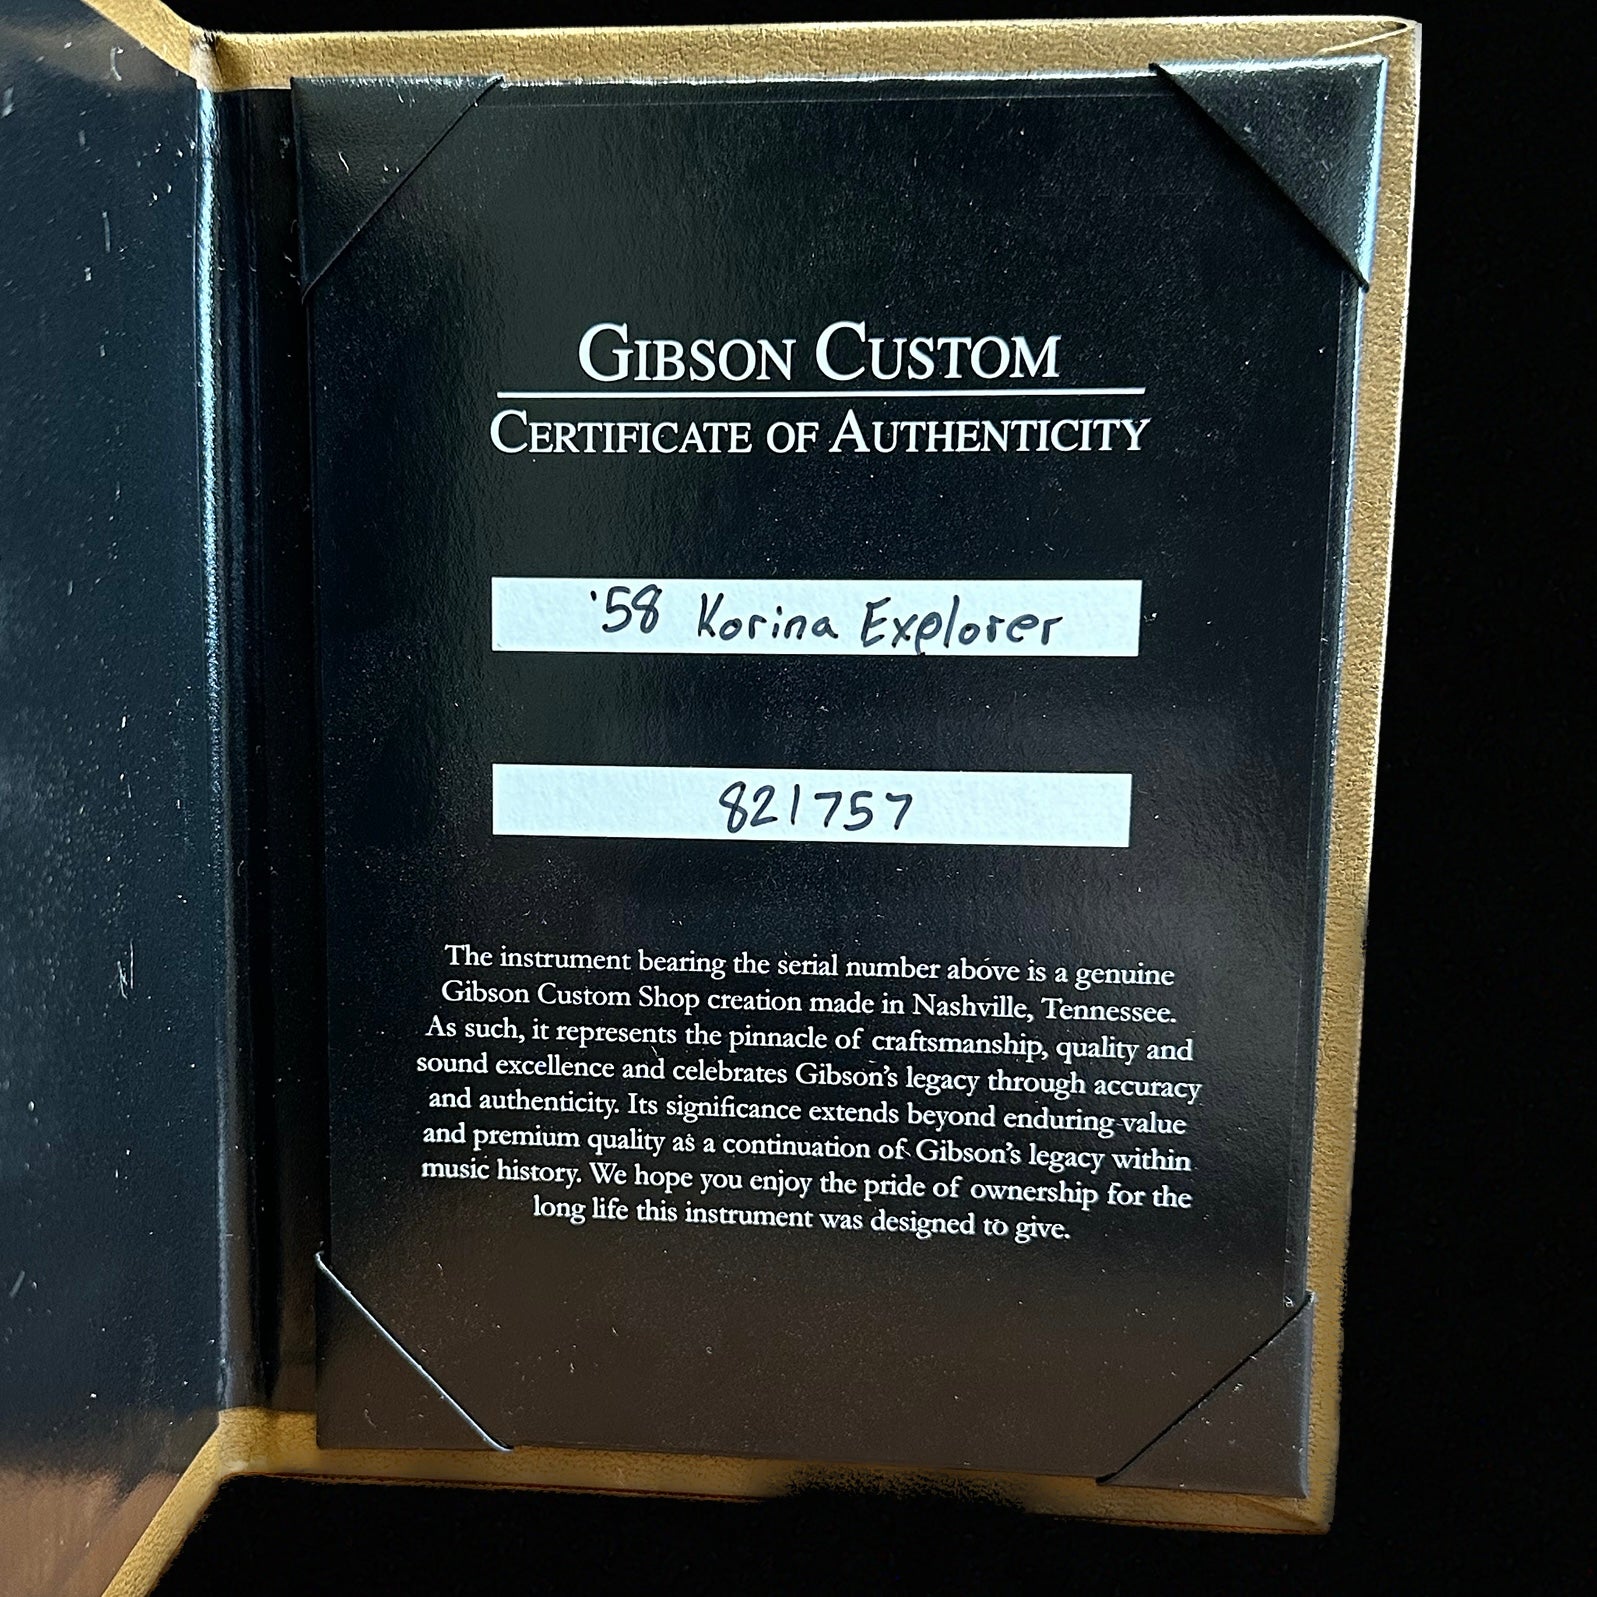 GIBSON CUSTOM
CERTIFICATE OF AUTHENTICITY
'58 Korina Explorer
821757
The instrument bearing the serial number above is a genuine
Gibson Custom Shop creation made in Nashville, Tennessee.
As such, it represents the pinnacle of craftsmanship, quality and
sound excellence and celebrates Gibson's legacy through accuracy
and authenticity. Its significance extends beyond enduring value
and premium quality as a continuation of Gibson's legacy within
music history. We hope you enjoy the pride of ownership for the
long life this instrument was designed to give.